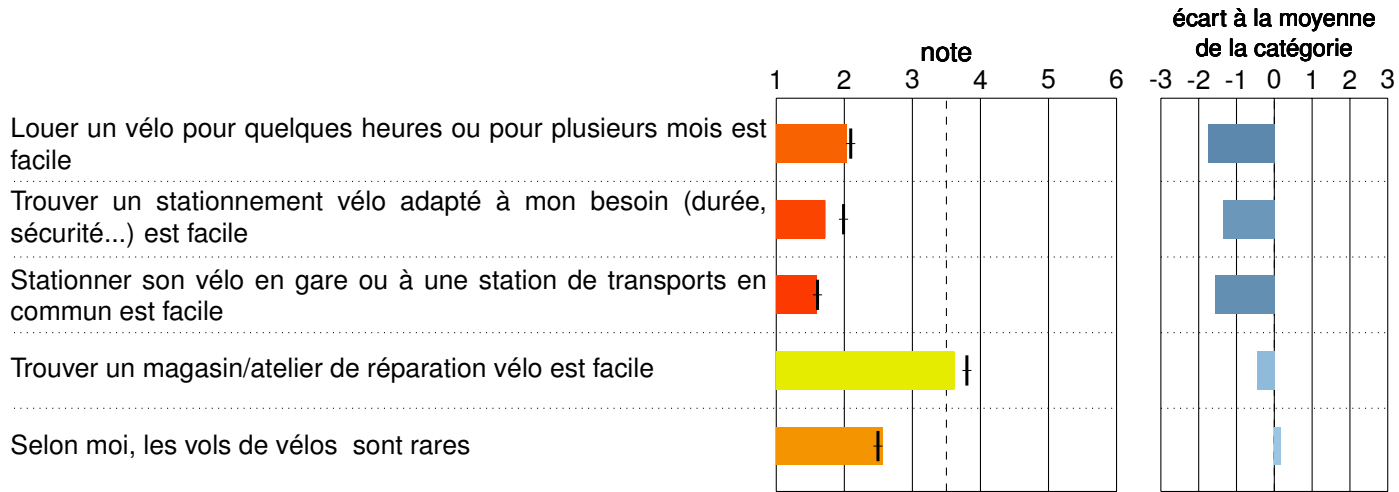 écart à la moyenne
note
de la catégorie
1 2 3 4 5 6
-3 -2 -1 0 1 2 3
Louer un vélo pour quelques heures ou pour plusieurs mois est
facile
Trouver un stationnement vélo adapté à mon besoin (durée,
sécurité...) est facile
Stationner son vélo en gare ou à une station de transports en
commun est facile
Trouver un magasin/atelier de réparation vélo est facile
Selon moi, les vols de vélos sont rares